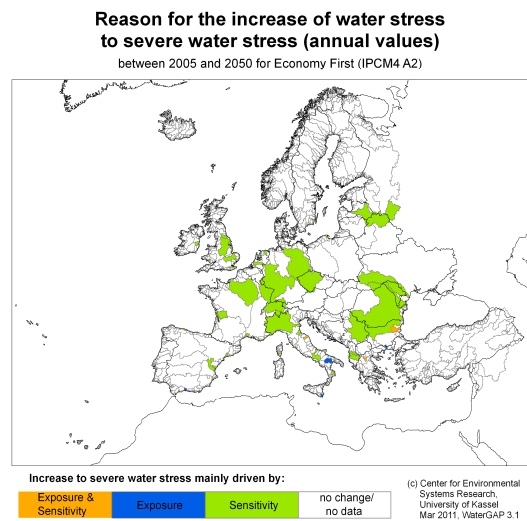 Reason for the increase of water stress
to severe water stress (annual values)
between 2005 and 2050 for Economy First (IPCM4 A2)
Increase to severe water stress mainly driven by:
Exposure &
Sensitivity
Exposure
Sensitivity
no change/
no data
(c) Center for Environmental
Systems Research,
University of Kassel
Mar 2011, WaterGAP 3.1